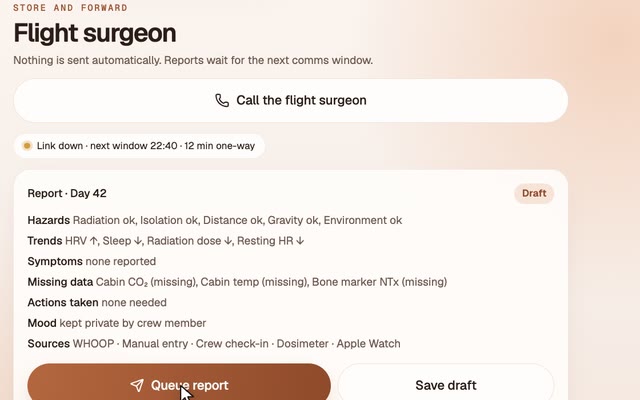 STORE AND FORWARD
Flight surgeon
Nothing is sent automatically. Reports wait for the next comms window.
Call the flight surgeon
Link down · next window 22:40 · 12 min one-way
Report · Day 42
Draft
Hazards Radiation ok, Isolation ok, Distance ok, Gravity ok, Environment ok
Trends HRV ↑, Sleep ↓, Radiation dose ↓, Resting HR ↓
Symptoms none reported
Missing data Cabin CO₂ (missing), Cabin temp (missing), Bone marker NTx (missing)
Actions taken none needed
Mood kept private by crew member
Sources WHOOP · Manual entry · Crew check-in · Dosimeter · Apple Watch
Queue report
Save draft